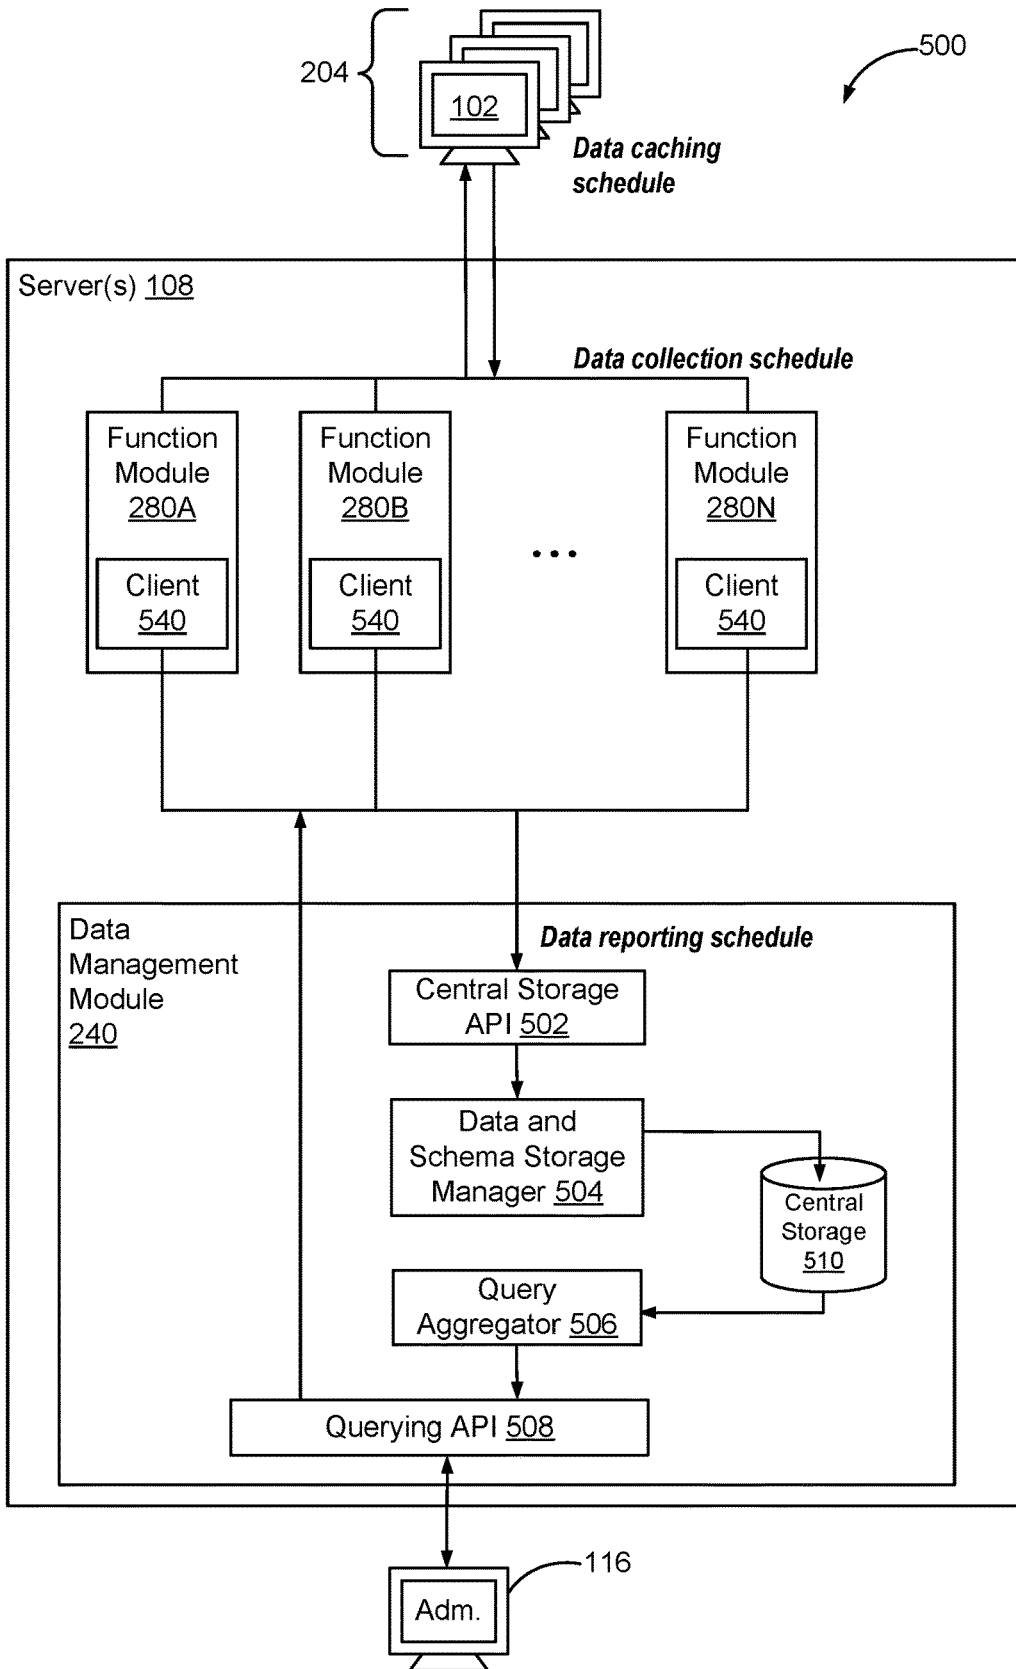 500
204
102
Data caching
schedule
Server(s) 108
Data collection schedule
Function
Module
280A
Client
540
Function
Module
280B
Client
540
...
Function
Module
280N
Client
540
Data
Management
Module
240
Data reporting schedule
Central Storage
API 502
Data and
Schema Storage
Manager 504
Central
Storage
510
Query
Aggregator 506
Querying API 508
116
Adm.